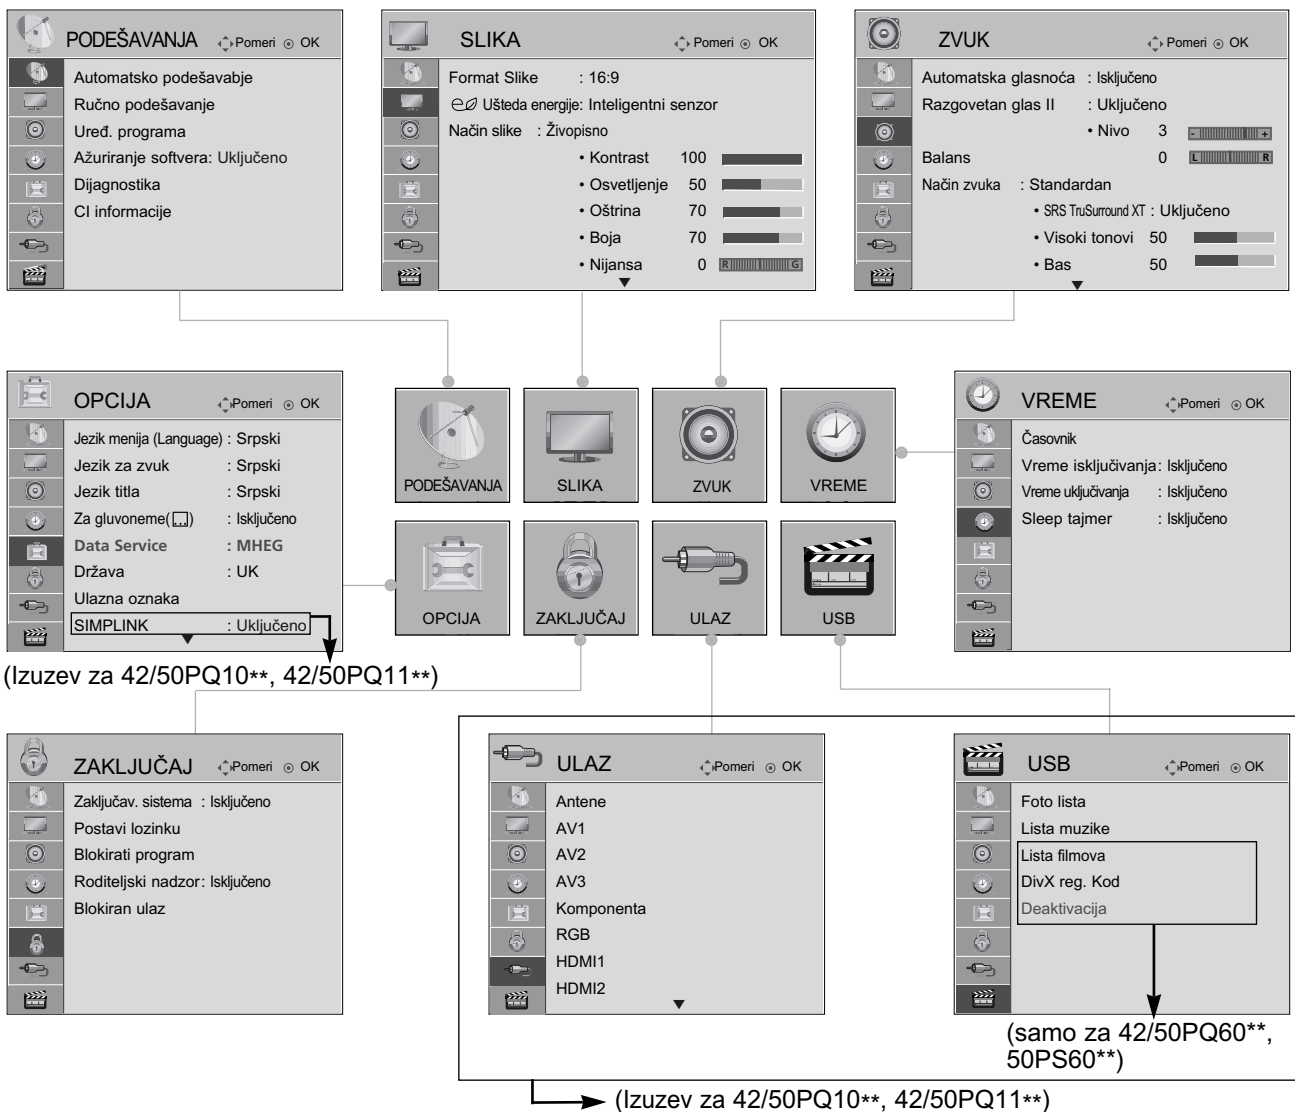 PODEŠAVANJA Pomeri OK
Automatsko podešavabje
Ručno podešavanje
Uređ. programa
Ažuriranje softvera: Uključeno
Dijagnostika
CI informacije
SLIKA Pomeri OK
Format Slike : 16:9
Ušteda energije: Inteligentni senzor
Način slike : Živopisno
• Kontrast 100
• Osvetljenje 50
• Oštrina 70
• Boja 70
• Nijansa 0 R G
ZVUK Pomeri OK
Automatska glasnoća : Isključeno
Razgovetan glas II : Uključeno
• Nivo 3 - +
Balans 0 L R
Način zvuka : Standardan
• SRS TruSurround XT : Uključeno
• Visoki tonovi 50
• Bas 50
OPCIJA Pomeri OK
Jezik menija (Language) : Srpski
Jezik za zvuk : Srpski
Jezik titla : Srpski
Za gluvoneme( ) : Isključeno
Data Service : MHEG
Država : UK
Ulazna oznaka
SIMPLINK : Uključeno
(Izuzev za 42/50PQ10**, 42/50PQ11**)
PODEŠAVANJA
SLIKA
ZVUK
VREME
OPCIJA
ZAKLJUČAJ
ULAZ
USB
VREME Pomeri OK
Časovnik
Vreme isključivanja: Isključeno
Vreme uključivanja : Isključeno
Sleep tajmer : Isključeno
ZAKLJUČAJ Pomeri OK
Zaključav. sistema : Isključeno
Postavi lozinku
Blokirati program
Roditeljski nadzor: Isključeno
Blokiran ulaz
ULAZ Pomeri OK
Antene
AV1
AV2
AV3
Komponenta
RGB
HDMI1
HDMI2
USB Pomeri OK
Foto lista
Lista muzike
Lista filmova
DivX reg. Kod
Deaktivacija
(samo za 42/50PQ60**,
50PS60**)
(Izuzev za 42/50PQ10**, 42/50PQ11**)